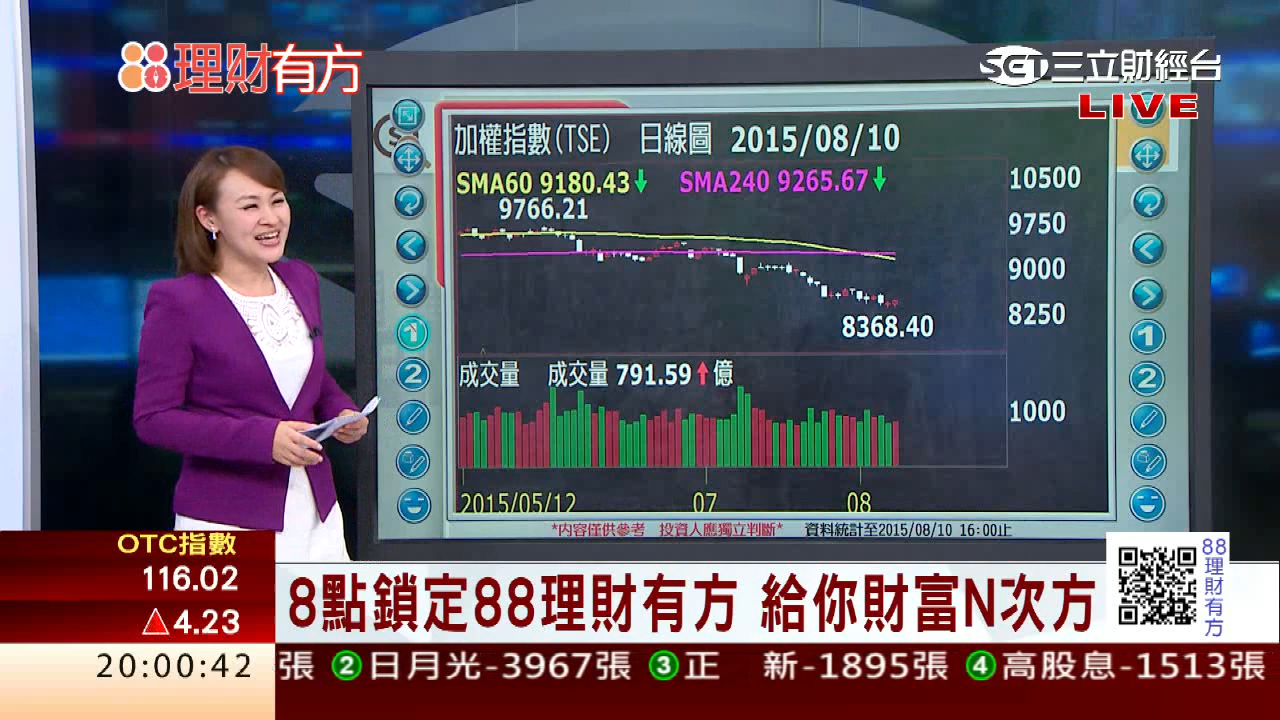 88理財有方
SET三立財經台
LIVE
加權指數(TSE) 日線圖 2015/08/10
SMA60 9180.43↓ SMA240 9265.67↓
9766.21
10500
9750
9000
8250
8368.40
成交量 成交量 791.59↑億
1000
2015/05/12 07 08
1
2
1
2
*內容僅供參考 投資人應獨立判斷* 資料統計至2015/08/10 16:00止
OTC指數
116.02
△4.23
8點鎖定88理財有方 給你財富N次方
88理財有方
20:00:42
張 ②日月光-3967張 ③正 新-1895張 ④高股息-1513張